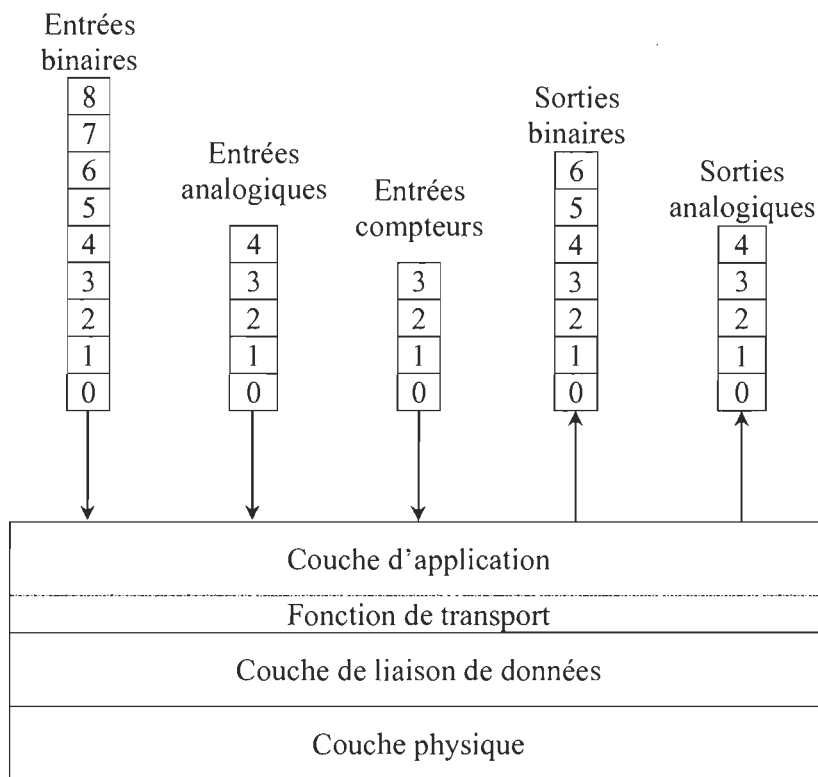 Entrées
binaires
8
7
6
5
4
3
2
1
0
Entrées
analogiques
4
3
2
1
0
Entrées
compteurs
3
2
1
0
Sorties
binaires
6
5
4
3
2
1
0
Sorties
analogiques
4
3
2
1
0
Couche d'application
Fonction de transport
Couche de liaison de données
Couche physique